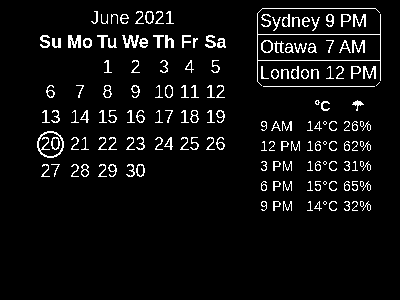 June 2021
Su Mo Tu We Th Fr Sa
1 2 3 4 5
6 7 8 9 10 11 12
13 14 15 16 17 18 19
20 21 22 23 24 25 26
27 28 29 30
Sydney 9 PM
Ottawa 7 AM
London 12 PM
°C ☂
9 AM 14°C 26%
12 PM 16°C 62%
3 PM 16°C 31%
6 PM 15°C 65%
9 PM 14°C 32%